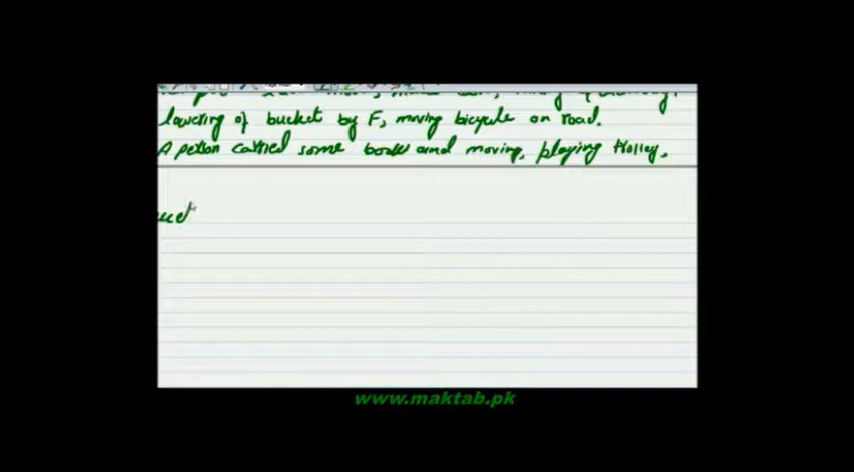 lowering of bucket by F, moving bicycle on road.
A person carried some books and moving, playing trolley.
www.maktab.pk